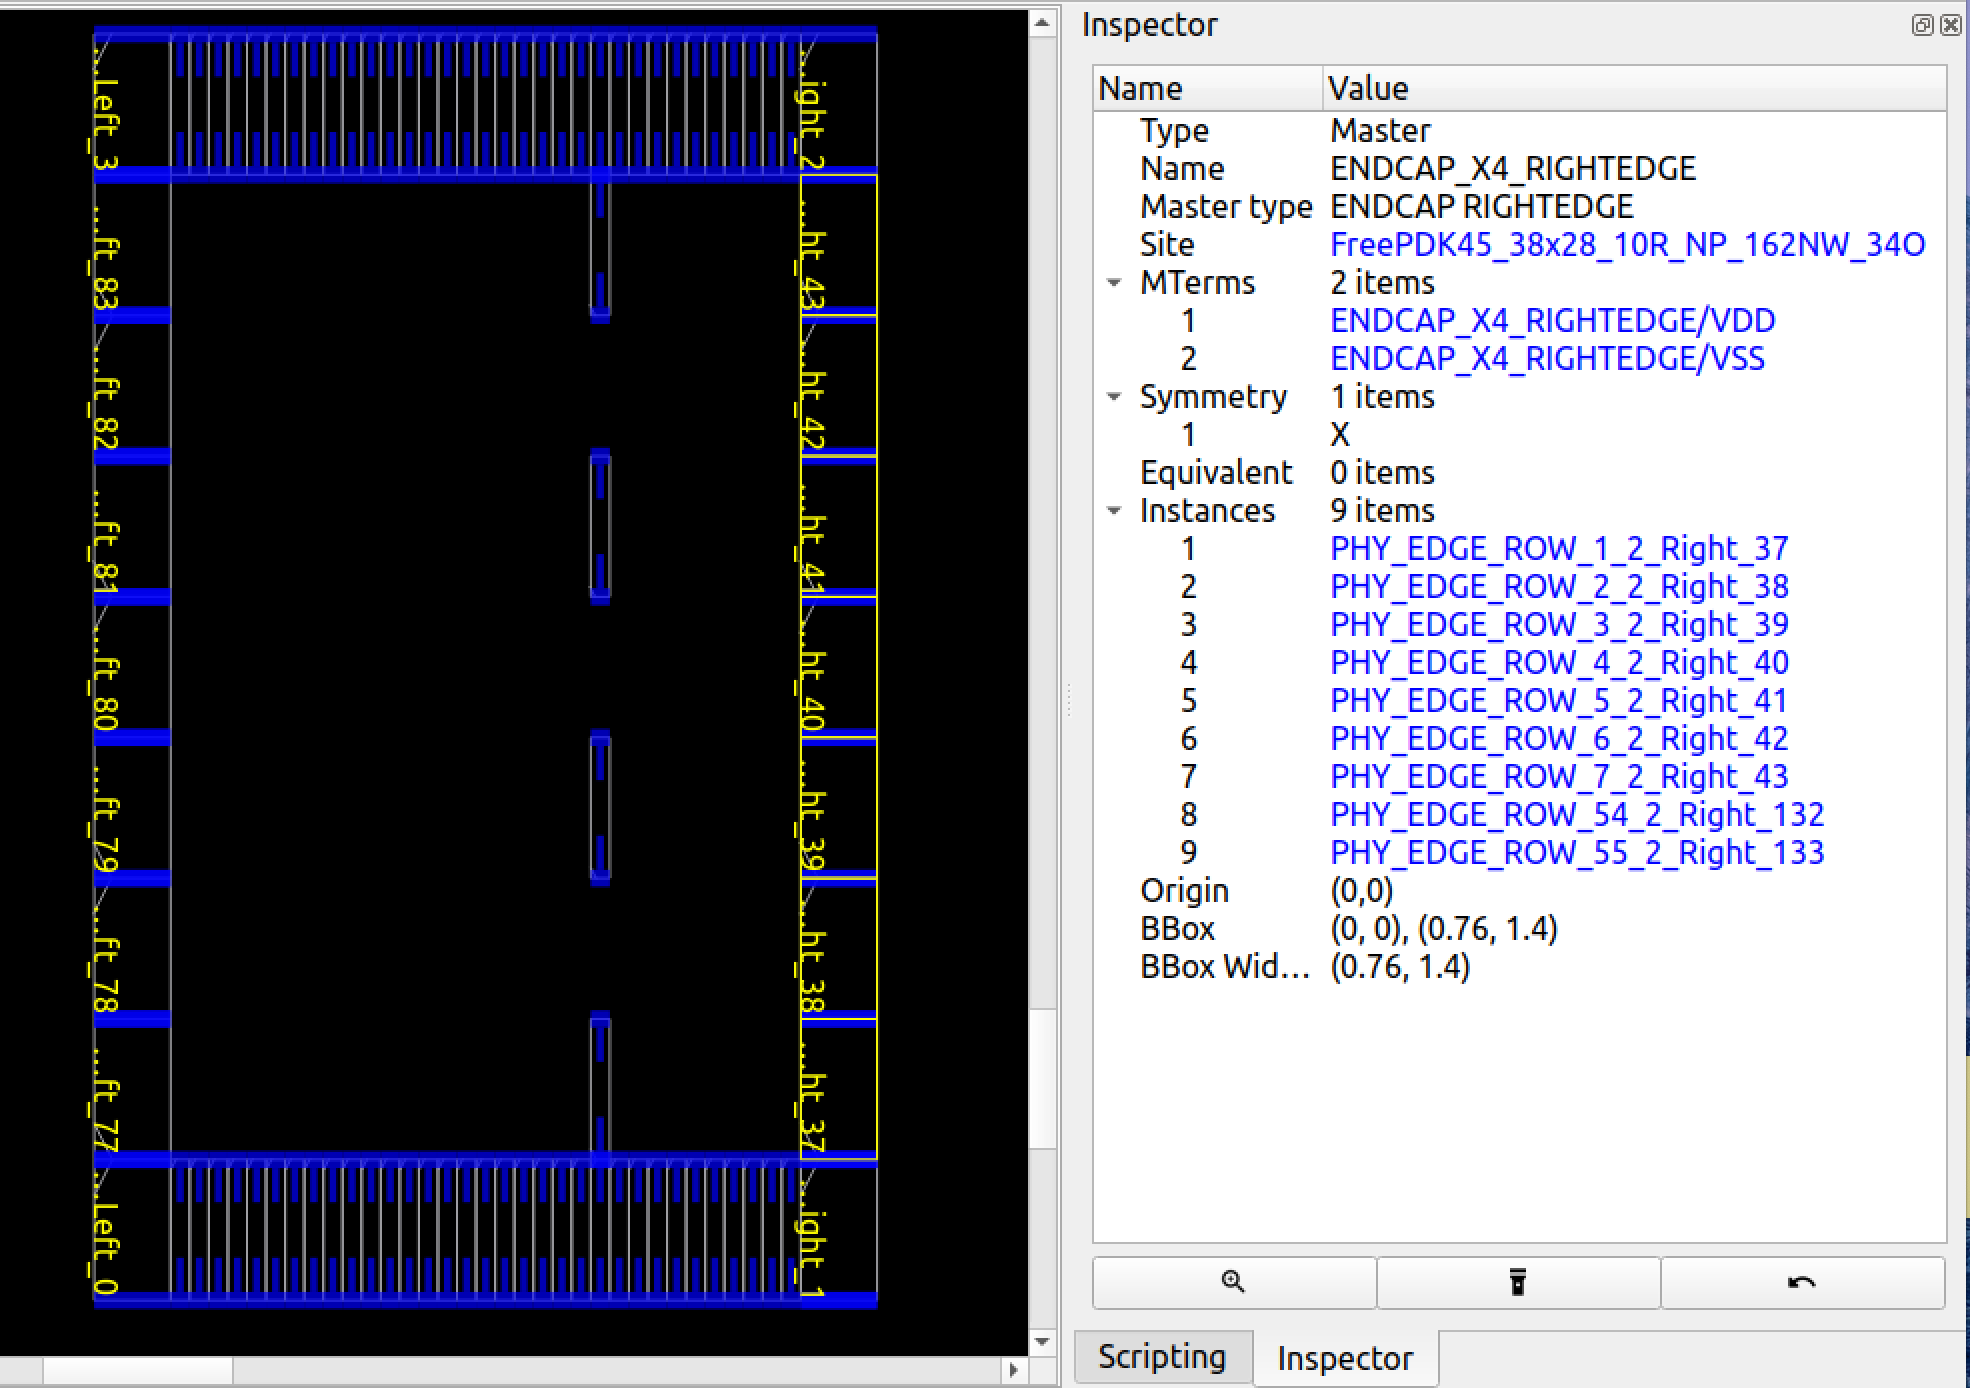 ...Left_3
...ight_2
...ft_83
...ht_43
...ft_82
...ht_42
...ft_81
...ht_41
...ft_80
...ht_40
...ft_79
...ht_39
...ft_78
...ht_38
...ft_77
...ht_37
...Left_0
...ight_1
Inspector
Name Value
Type Master
Name ENDCAP_X4_RIGHTEDGE
Master type ENDCAP RIGHTEDGE
Site FreePDK45_38x28_10R_NP_162NW_34O
MTerms 2 items
1 ENDCAP_X4_RIGHTEDGE/VDD
2 ENDCAP_X4_RIGHTEDGE/VSS
Symmetry 1 items
1 X
Equivalent 0 items
Instances 9 items
1 PHY_EDGE_ROW_1_2_Right_37
2 PHY_EDGE_ROW_2_2_Right_38
3 PHY_EDGE_ROW_3_2_Right_39
4 PHY_EDGE_ROW_4_2_Right_40
5 PHY_EDGE_ROW_5_2_Right_41
6 PHY_EDGE_ROW_6_2_Right_42
7 PHY_EDGE_ROW_7_2_Right_43
8 PHY_EDGE_ROW_54_2_Right_132
9 PHY_EDGE_ROW_55_2_Right_133
Origin (0,0)
BBox (0, 0), (0.76, 1.4)
BBox Wid... (0.76, 1.4)
Scripting Inspector